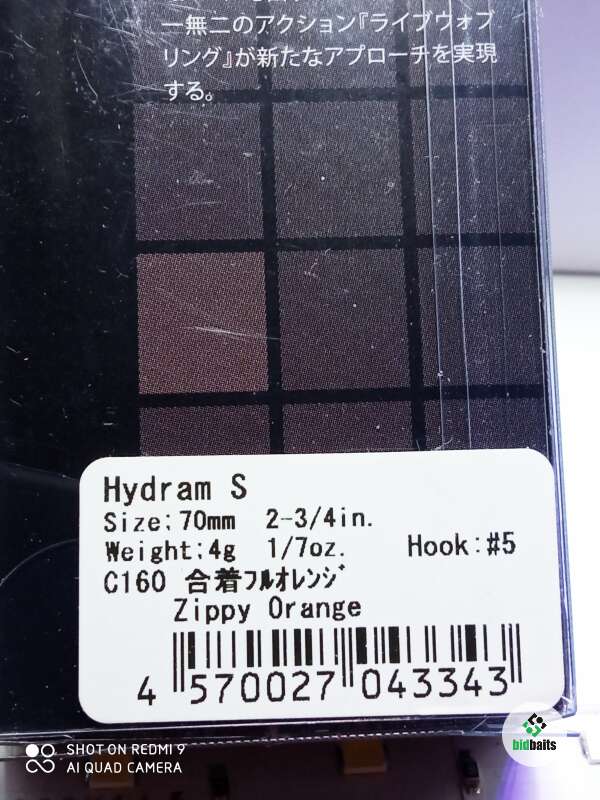 一無二のアクション『ライブウォブ
リング』が新たなアプローチを実現
する。
Hydram S
Size:70mm 2-3/4in.
Weight:4g 1/7oz. Hook:#5
C160 合着ﾌﾙオレンジ
Zippy Orange
4 570027 043343
bidbaits
SHOT ON REDMI 9
AI QUAD CAMERA